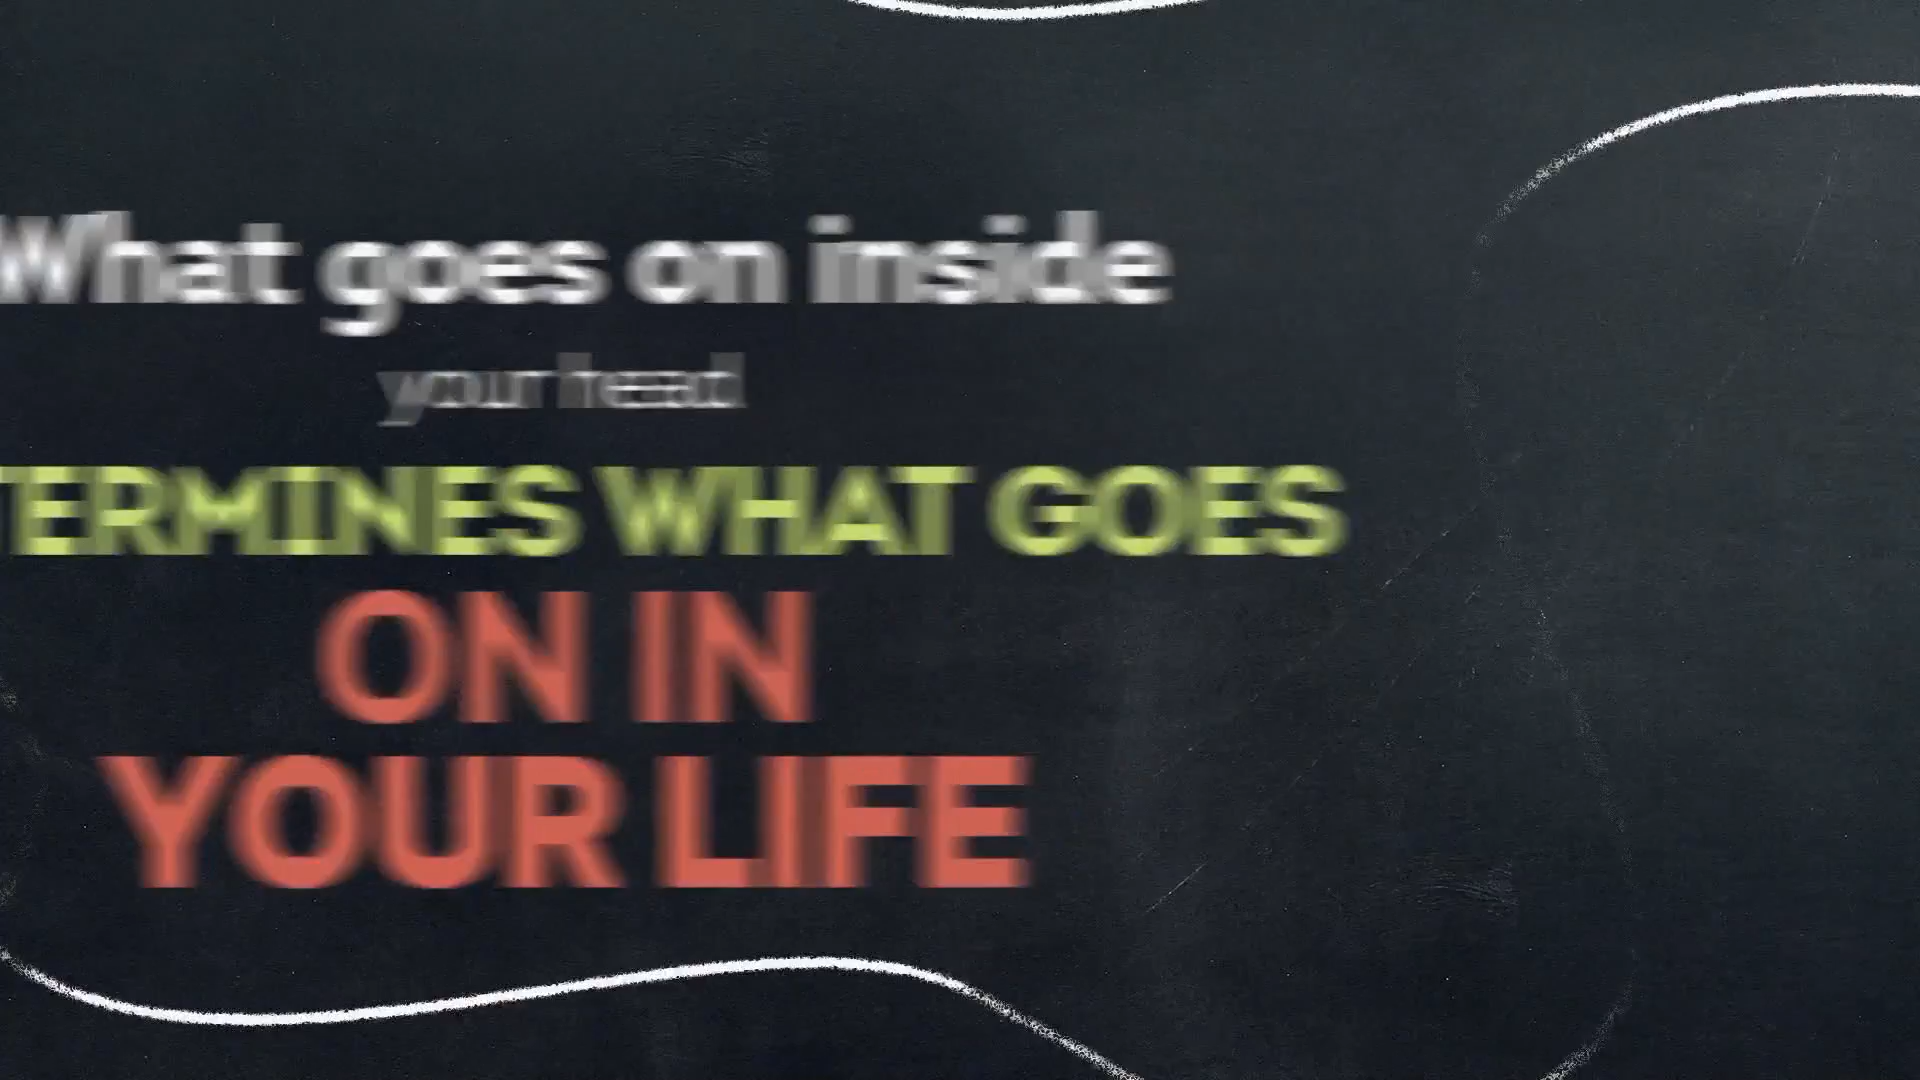 What goes on inside
your head
TERMINES WHAT GOES
ON IN
YOUR LIFE